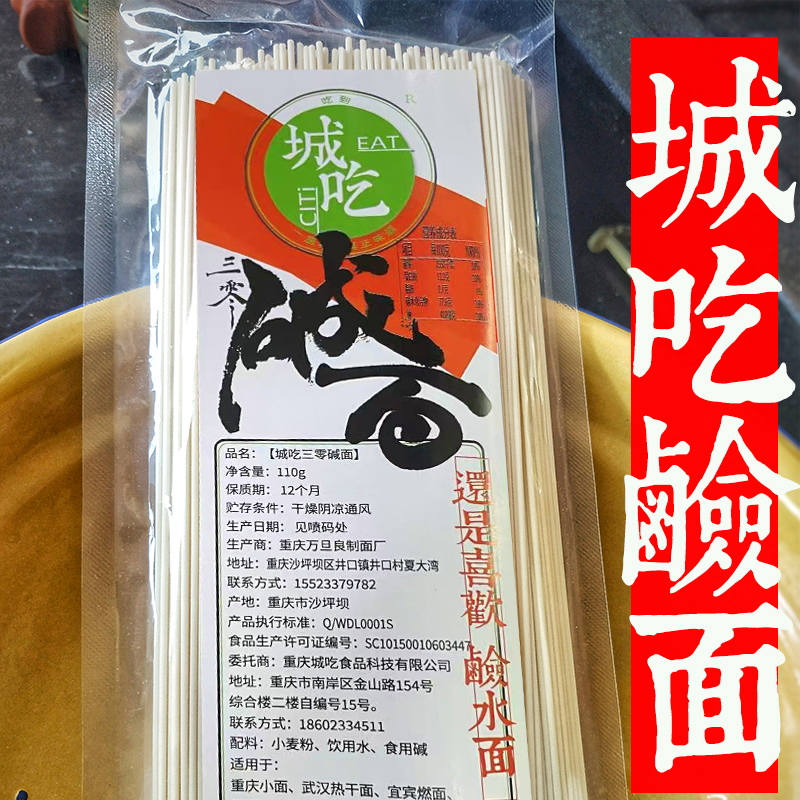 吃到
R
城吃
EAT
CITi
三零
碱面
品名：【城吃三零碱面】
净含量：110g
保质期：12个月
贮存条件：干燥阴凉通风
生产日期：见喷码处
生产商：重庆万旦良制面厂
地址：重庆沙坪坝区井口镇井口村夏大湾
联系方式：15523379782
产地：重庆市沙坪坝
产品执行标准：Q/WDL0001S
食品生产许可证编号：SC10150010603447
委托商：重庆城吃食品科技有限公司
地址：重庆市南岸区金山路154号
综合楼二楼自编号15号。
联系方式：18602334511
配料：小麦粉、饮用水、食用碱
适用于：
重庆小面、武汉热干面、宜宾燃面、
還是喜歡 鹼水面
城吃鹼面